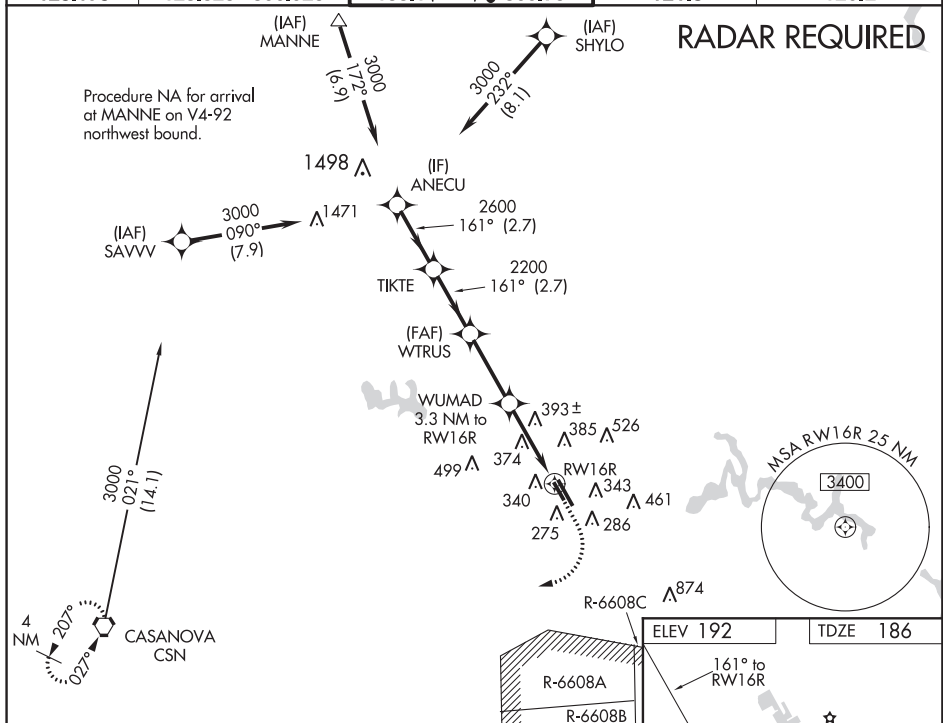 (IAF)
MANNE
3000
172°
(6.9)
(IAF)
SHYLO
3000
232°
(8.1)
RADAR REQUIRED
Procedure NA for arrival
at MANNE on V4-92
northwest bound.
1498
(IF)
ANECU
1471
3000
090°
(7.9)
(IAF)
SAVVV
2600
161° (2.7)
TIKTE
2200
161° (2.7)
(FAF)
WTRUS
WUMAD
3.3 NM to
RW16R
393±
385
526
374
499
RW16R
340
343
461
275
286
MSA RW16R 25 NM
3400
3000
021°
(14.1)
874
4
NM
207°
027°
CASANOVA
CSN
R-6608C
R-6608A
R-6608B
ELEV 192
TDZE 186
161° to
RW16R